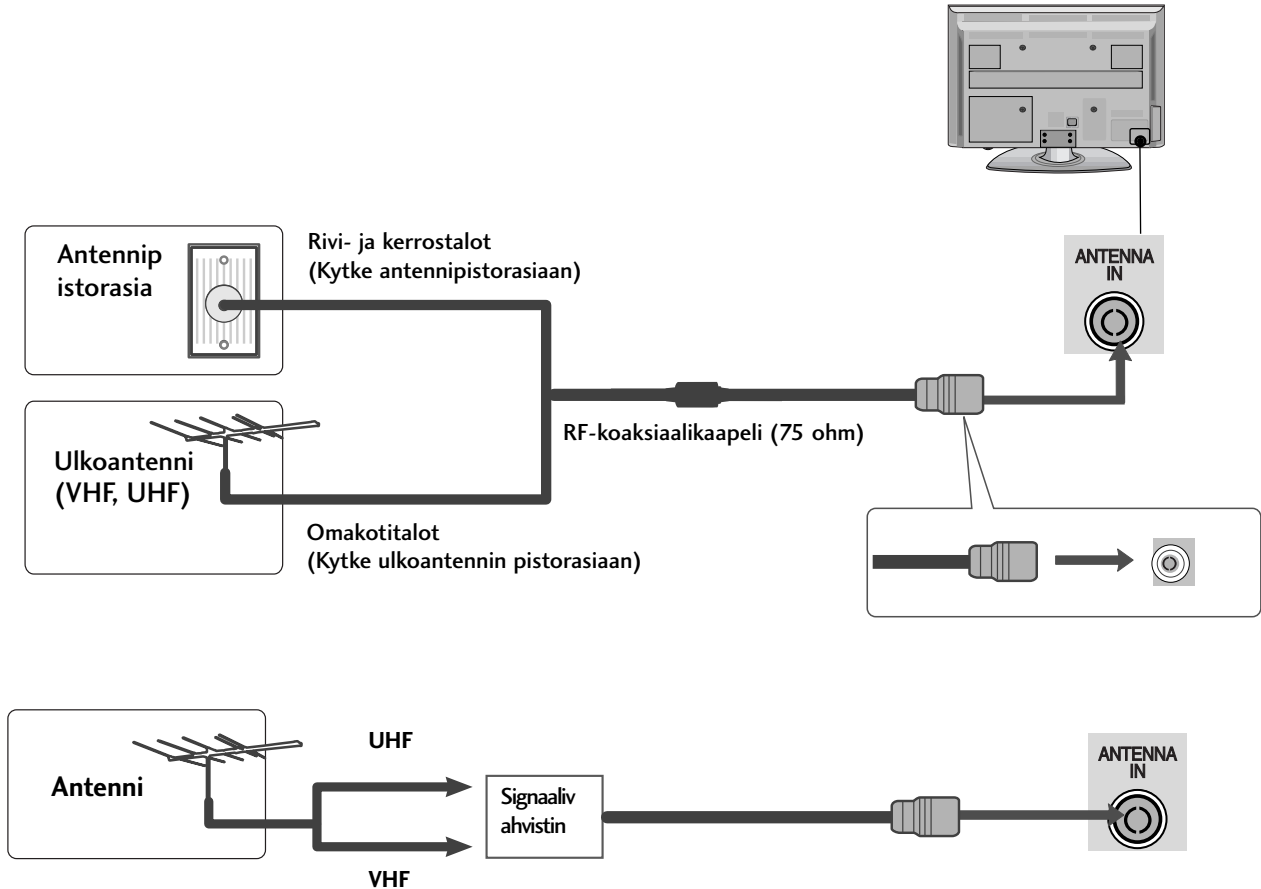 Antennip
istorasia
Rivi- ja kerrostalot
(Kytke antennipistorasiaan)
ANTENNA
IN
RF-koaksiaalikaapeli (75 ohm)
Ulkoantenni
(VHF, UHF)
Omakotitalot
(Kytke ulkoantennin pistorasiaan)
Antenni
UHF
VHF
Signaaliv
ahvistin
ANTENNA
IN